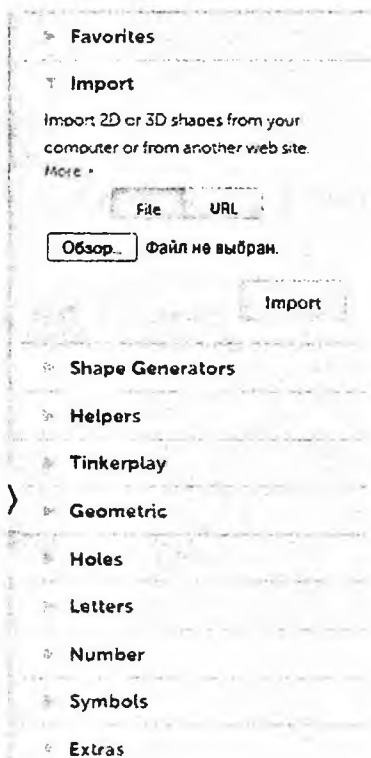 Favorites
Import
Import 2D or 3D shapes from your
computer or from another web site.
More
File URL
Обзор... Файл не выбран.
Import
Shape Generators
Helpers
Tinkerplay
Geometric
Holes
Letters
Number
Symbols
Extras